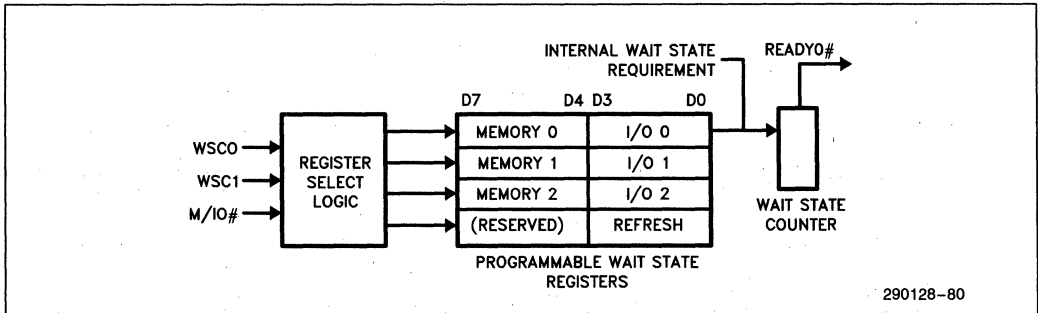 INTERNAL WAIT STATE
REQUIREMENT
READYO#
D7 D4 D3 D0
WSC0
WSC1
M/IO#
REGISTER
SELECT
LOGIC
MEMORY 0 I/O 0
MEMORY 1 I/O 1
MEMORY 2 I/O 2
(RESERVED) REFRESH
WAIT STATE
COUNTER
PROGRAMMABLE WAIT STATE
REGISTERS
290128-80